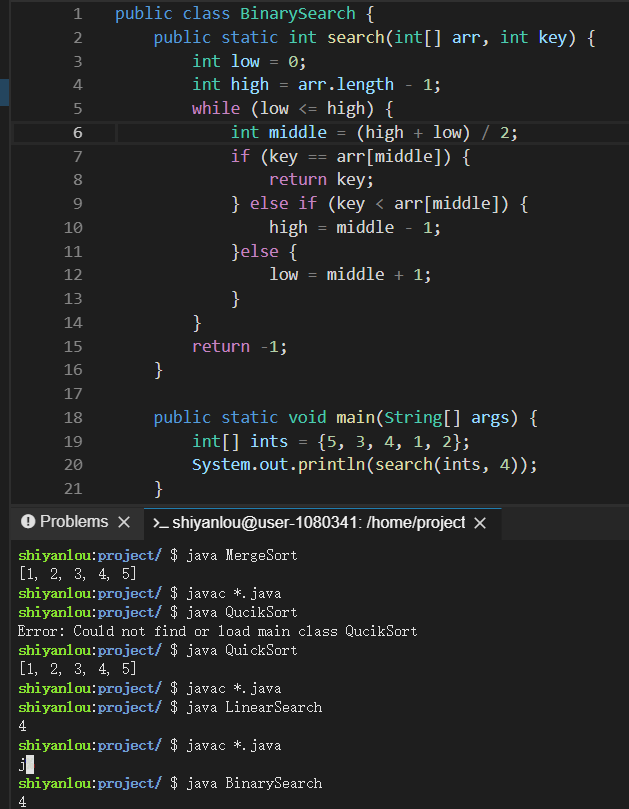 1 public class BinarySearch {
2 public static int search(int[] arr, int key) {
3 int low = 0;
4 int high = arr.length - 1;
5 while (low <= high) {
6 int middle = (high + low) / 2;
7 if (key == arr[middle]) {
8 return key;
9 } else if (key < arr[middle]) {
10 high = middle - 1;
11 }else {
12 low = middle + 1;
13 }
14 }
15 return -1;
16 }
17
18 public static void main(String[] args) {
19 int[] ints = {5, 3, 4, 1, 2};
20 System.out.println(search(ints, 4));
21 }
Problems × >_ shiyanlou@user-1080341: /home/project ×
shiyanlou:project/ $ java MergeSort
[1, 2, 3, 4, 5]
shiyanlou:project/ $ javac *.java
shiyanlou:project/ $ java QucikSort
Error: Could not find or load main class QucikSort
shiyanlou:project/ $ java QuickSort
[1, 2, 3, 4, 5]
shiyanlou:project/ $ javac *.java
shiyanlou:project/ $ java LinearSearch
4
shiyanlou:project/ $ javac *.java
j
shiyanlou:project/ $ java BinarySearch
4